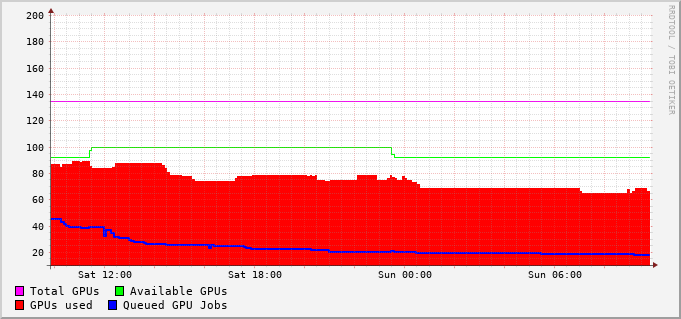 200
180
160
140
120
100
80
60
40
20
Sat 12:00 Sat 18:00 Sun 00:00 Sun 06:00
Total GPUs Available GPUs
GPUs used Queued GPU Jobs
RRDTOOL / TOBI OETIKER